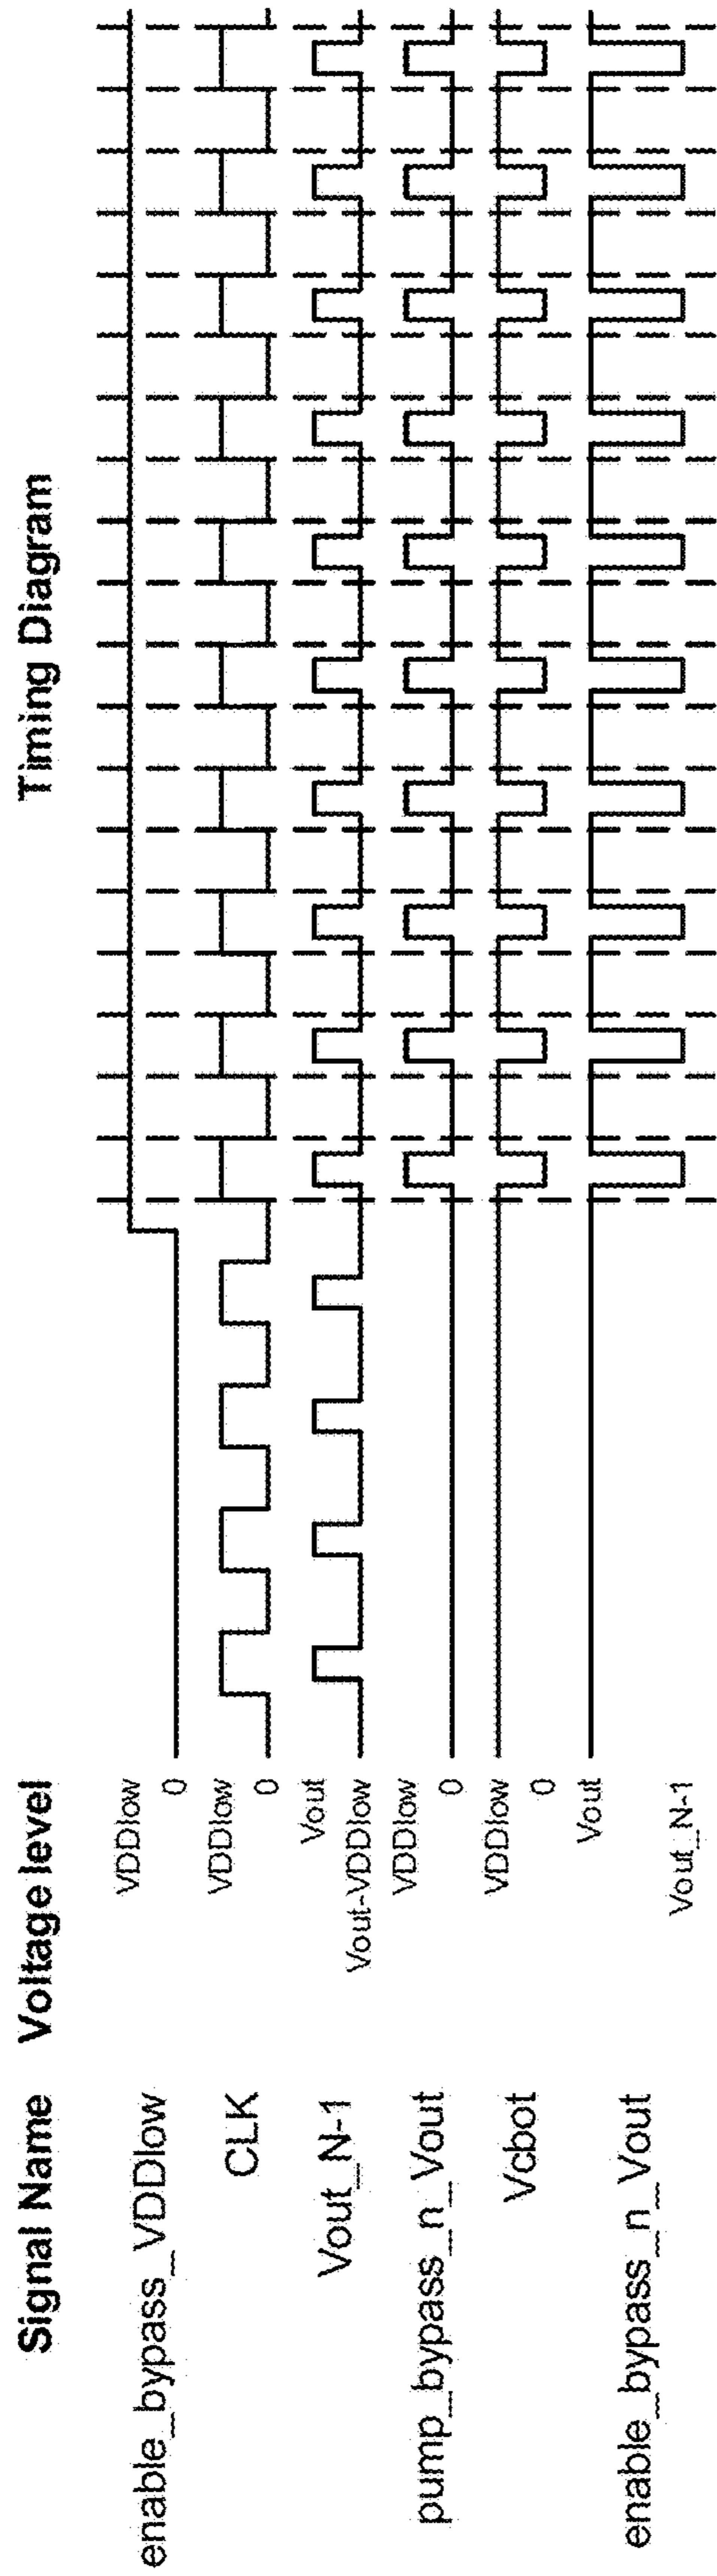 Timing Diagram
Signal Name Voltage level
enable_bypass_VDDlow
VDDlow
0
CLK
VDDlow
0
Vout_N-1
Vout
Vout-VDDlow
pump_bypass_n_Vout
VDDlow
0
Vcbot
VDDlow
0
enable_bypass_n_Vout
Vout
Vout_N-1